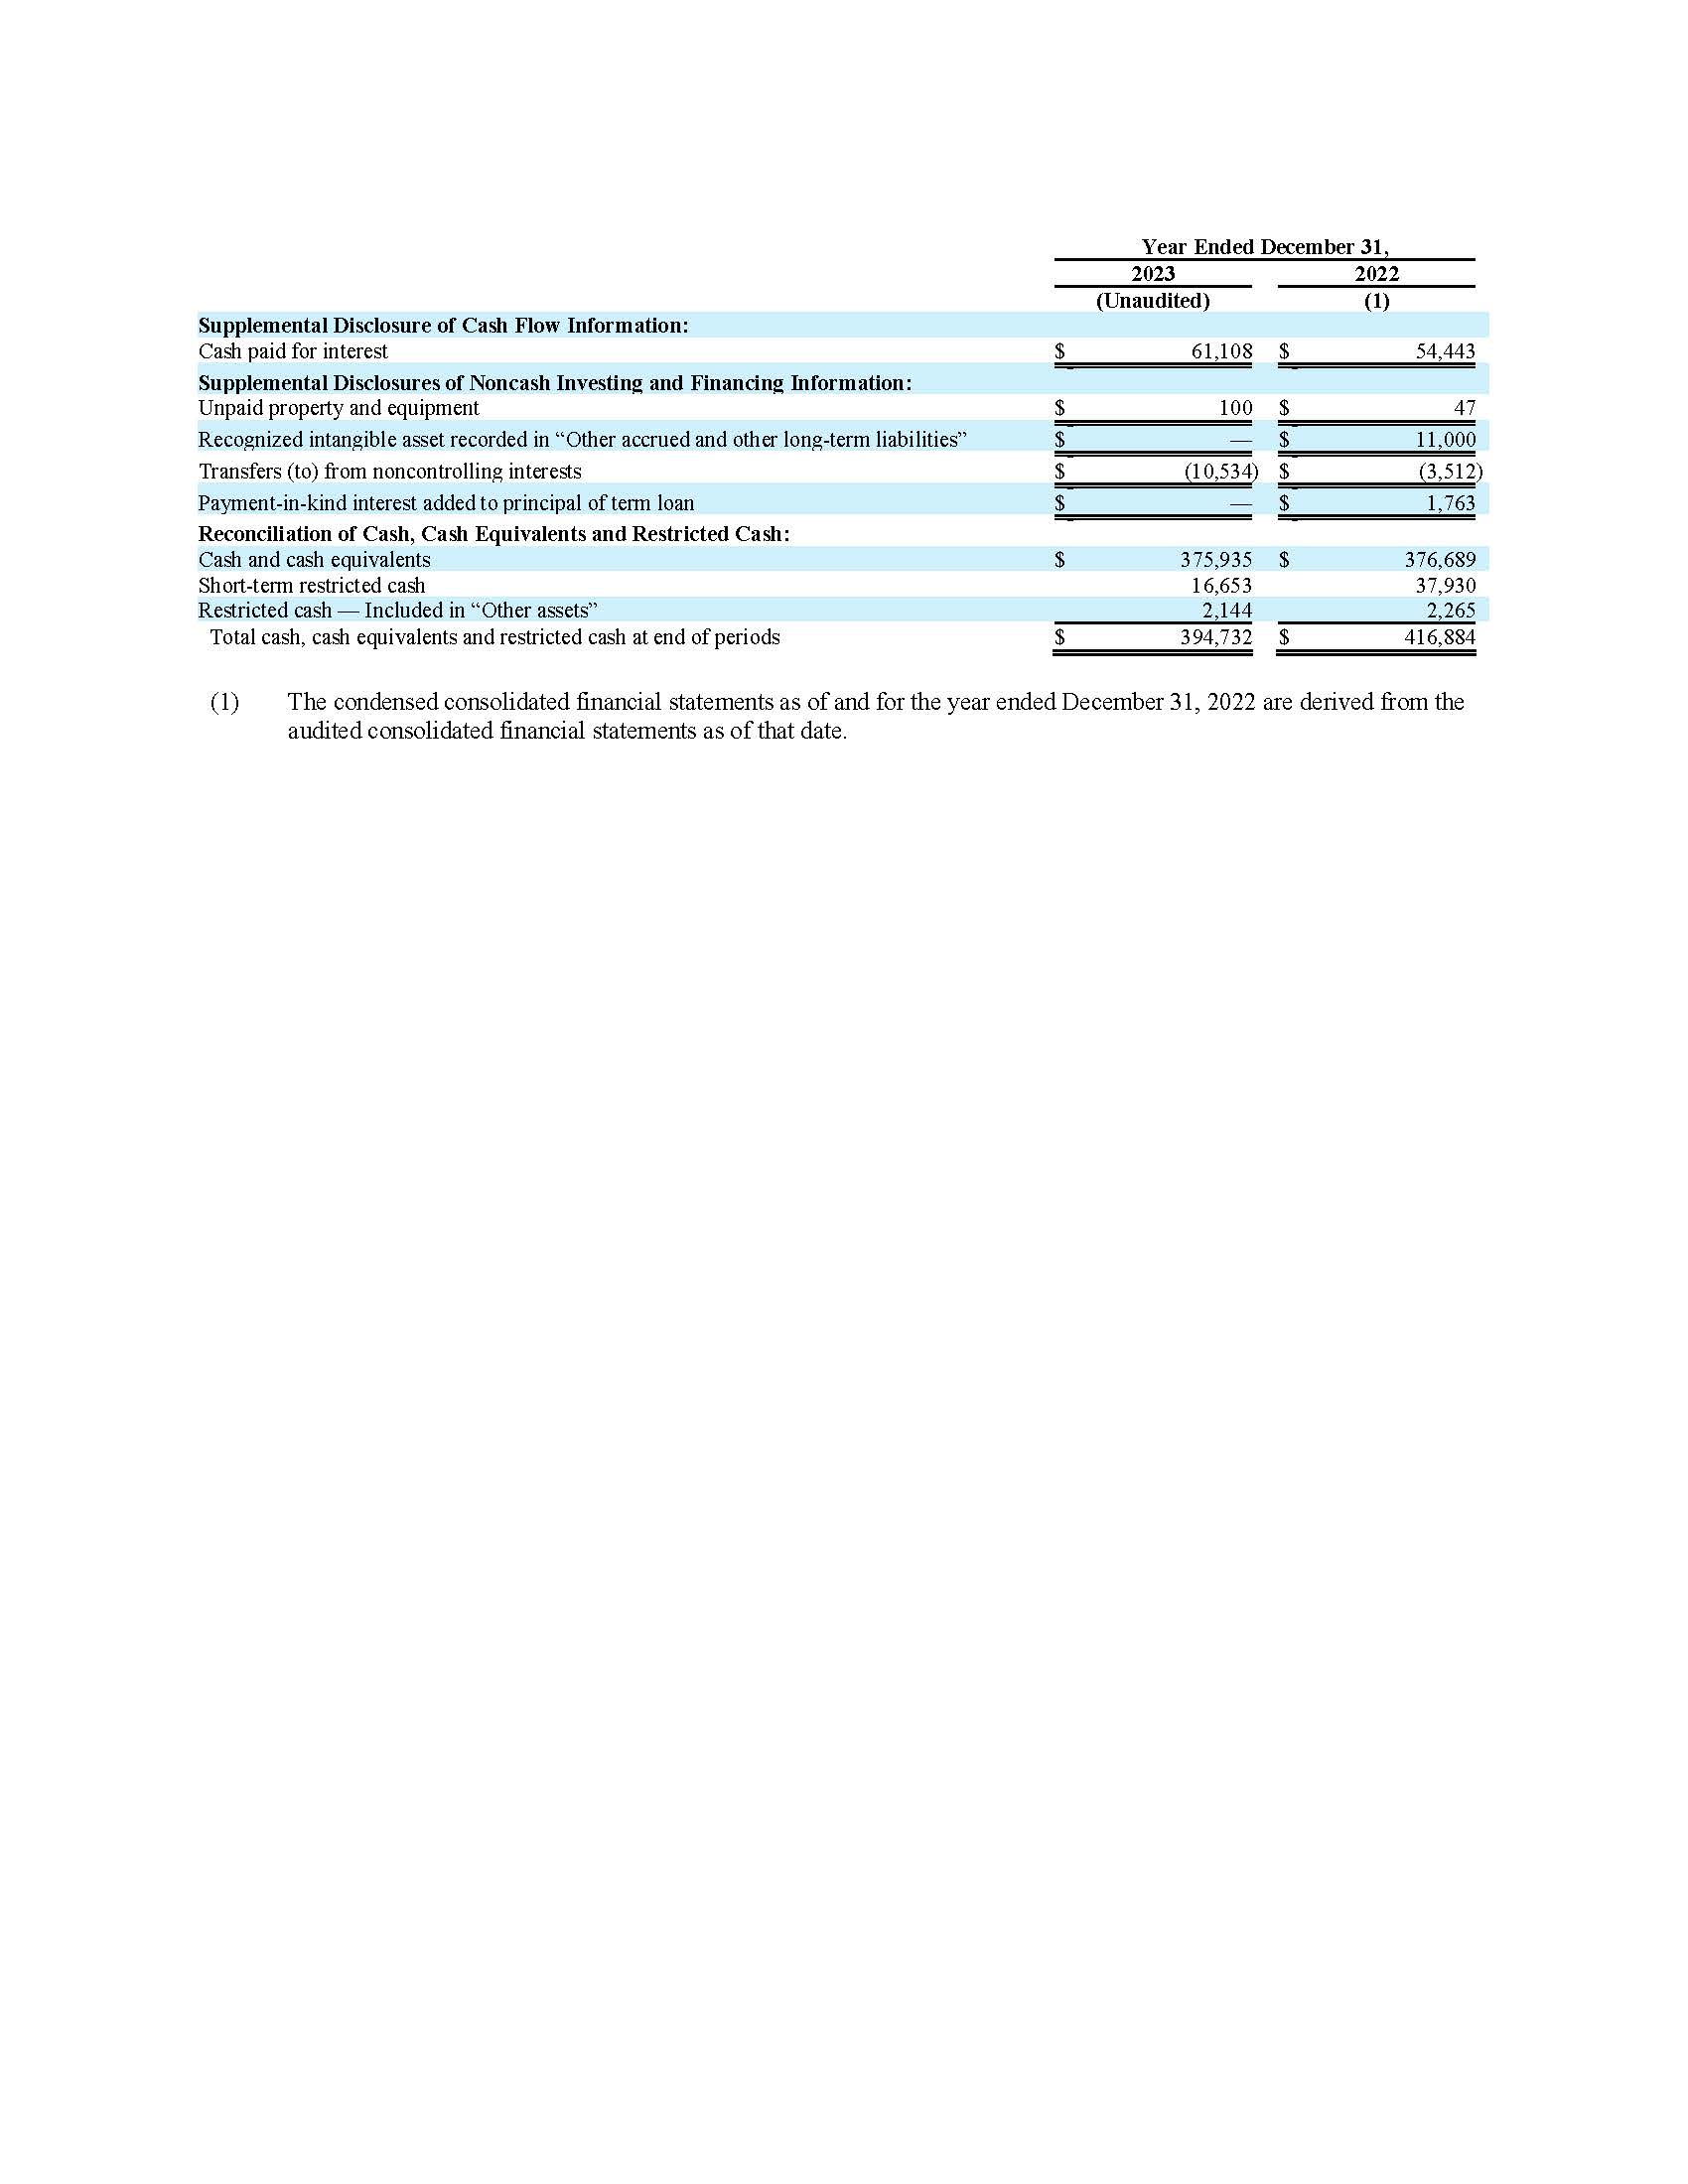 Year Ended December 31,
2023 2022
(Unaudited) (1)
Supplemental Disclosure of Cash Flow Information:
Cash paid for interest $ 61,108 $ 54,443
Supplemental Disclosures of Noncash Investing and Financing Information:
Unpaid property and equipment $ 100 $ 47
Recognized intangible asset recorded in “Other accrued and other long-term liabilities” $ — $ 11,000
Transfers (to) from noncontrolling interests $ (10,534) $ (3,512)
Payment-in-kind interest added to principal of term loan $ — $ 1,763
Reconciliation of Cash, Cash Equivalents and Restricted Cash:
Cash and cash equivalents $ 375,935 $ 376,689
Short-term restricted cash 16,653 37,930
Restricted cash — Included in “Other assets” 2,144 2,265
Total cash, cash equivalents and restricted cash at end of periods $ 394,732 $ 416,884
(1) The condensed consolidated financial statements as of and for the year ended December 31, 2022 are derived from the
audited consolidated financial statements as of that date.